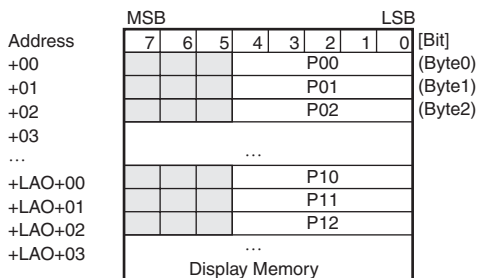 MSB LSB
Address 7 6 5 4 3 2 1 0 [Bit]
+00 P00 (Byte0)
+01 P01 (Byte1)
+02 P02 (Byte2)
+03
… …
+LAO+00 P10
+LAO+01 P11
+LAO+02 P12
+LAO+03 …
Display Memory